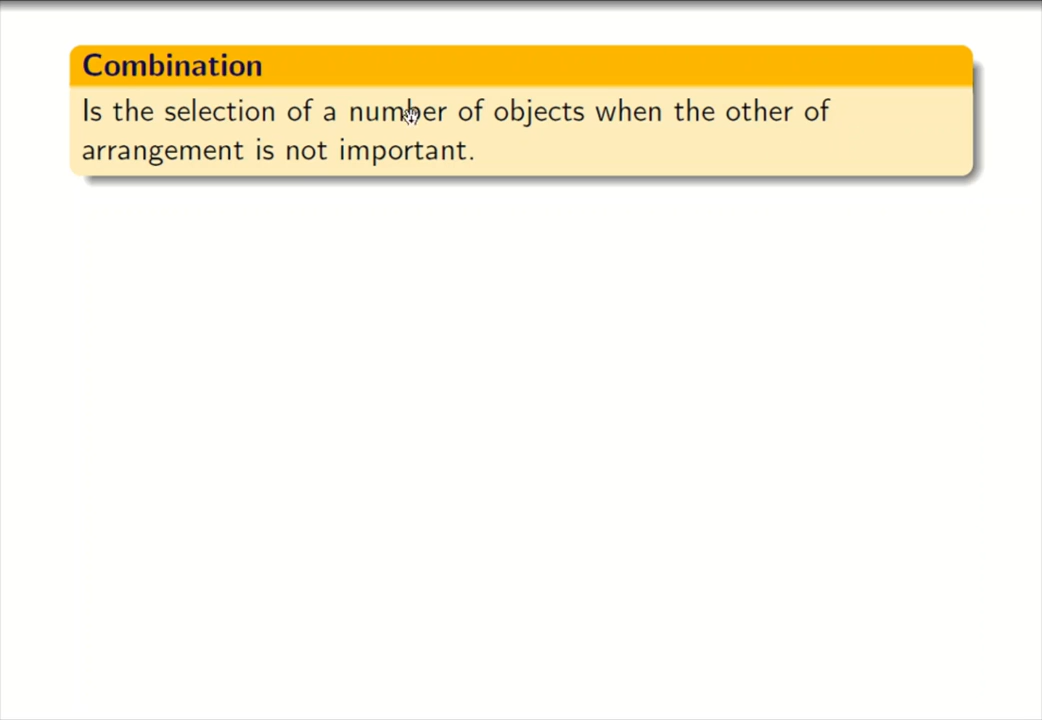 Combination
Is the selection of a number of objects when the other of
arrangement is not important.